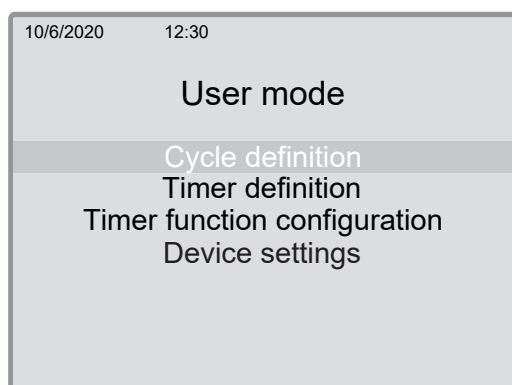 10/6/2020 12:30
User mode
Cycle definition
Timer definition
Timer function configuration
Device settings